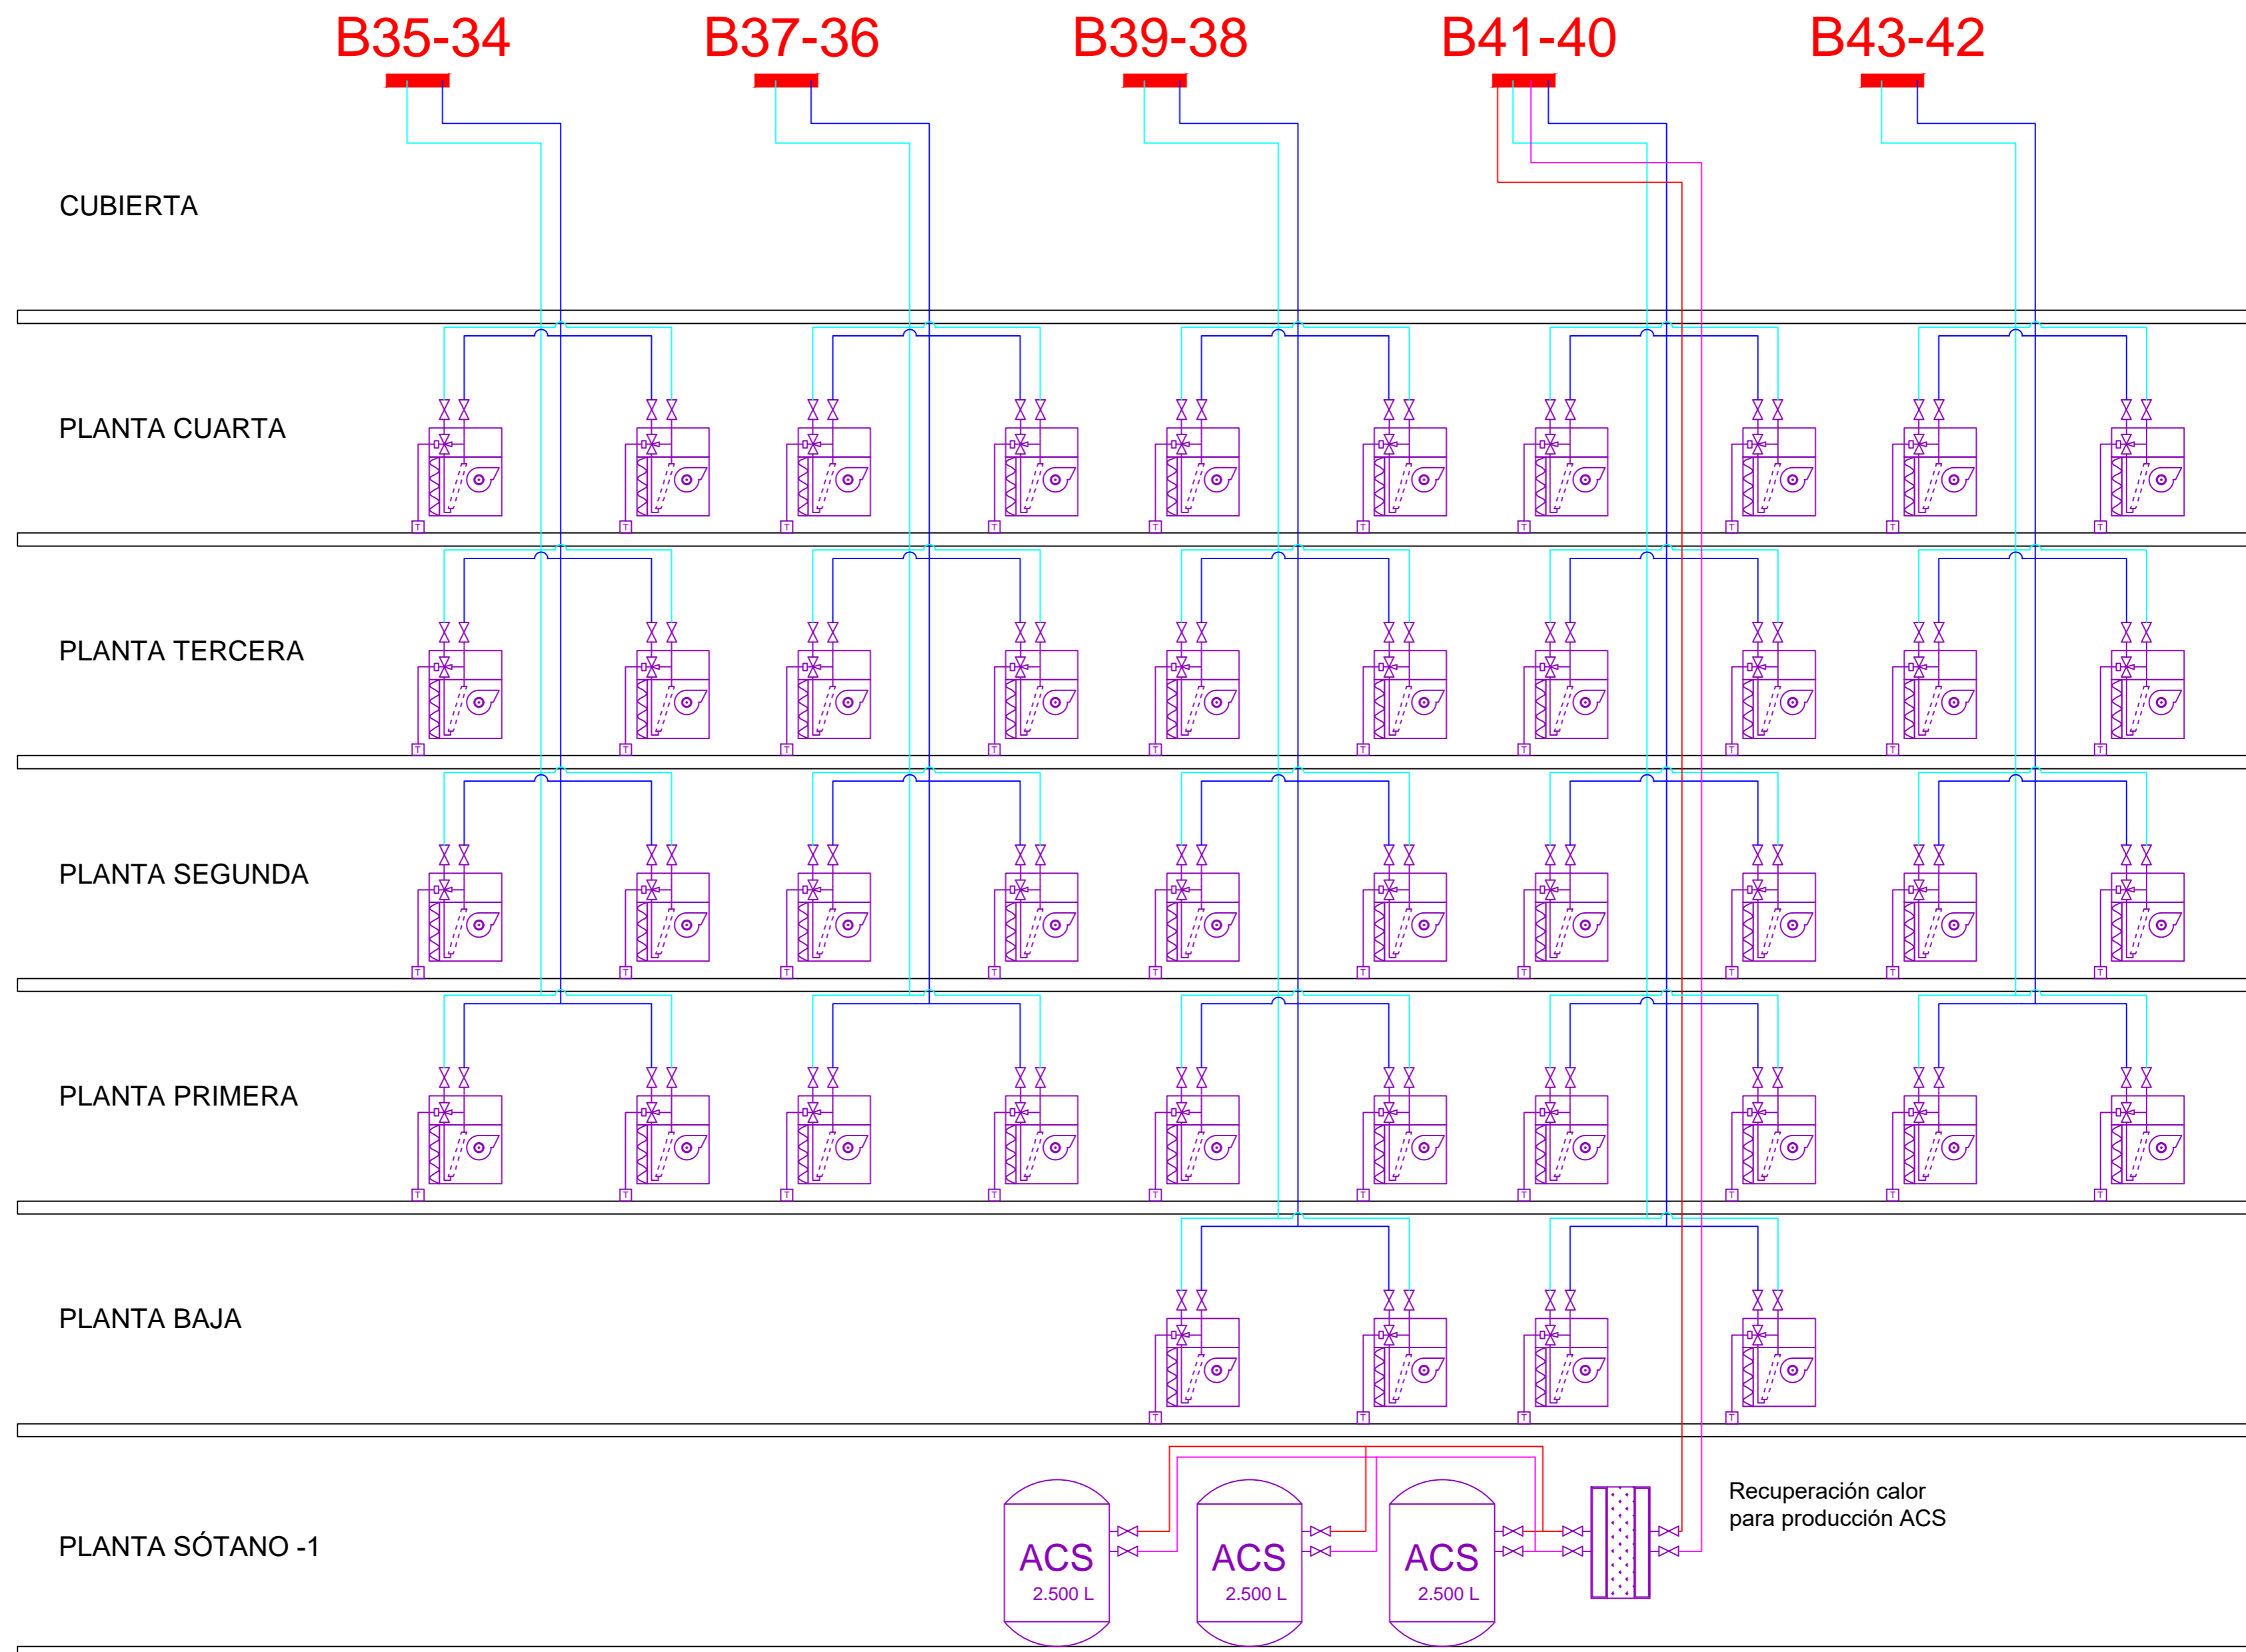 B35-34 B37-36 B39-38 B41-40 B43-42
CUBIERTA
PLANTA CUARTA
T T T T T T T T T T
PLANTA TERCERA
T T T T T T T T T T
PLANTA SEGUNDA
T T T T T T T T T T
PLANTA PRIMERA
T T T T T T T T T T
PLANTA BAJA
T T T T
Recuperación calor
para producción ACS
PLANTA SÓTANO -1
ACS ACS ACS
2.500 L 2.500 L 2.500 L